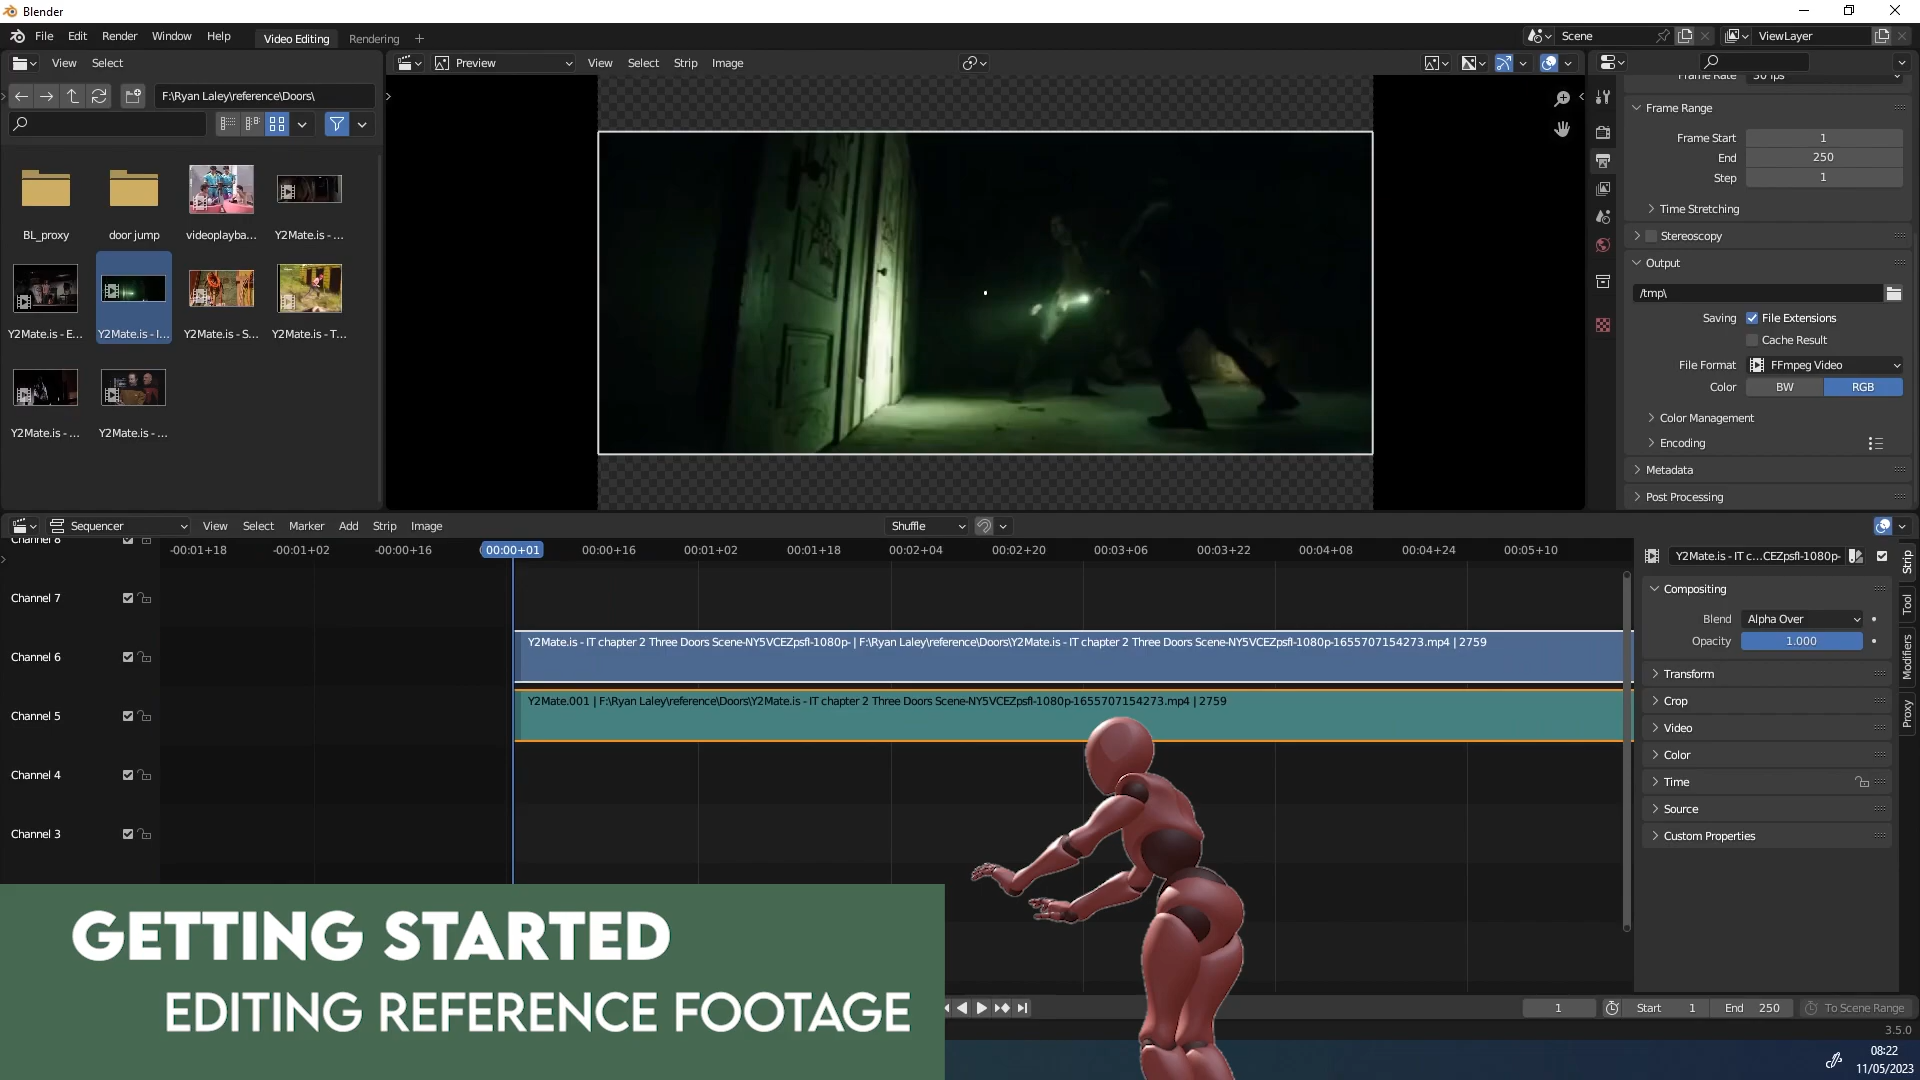 Blender
File Edit Render Window Help Video Editing Rendering + Scene ViewLayer
View Select Preview View Select Strip Image
F:\Ryan Laley\reference\Doors\
BL_proxy door jump videoplayba... Y2Mate.is - ...
Y2Mate.is - E... Y2Mate.is - I... Y2Mate.is - S... Y2Mate.is - T...
Y2Mate.is - ... Y2Mate.is - ...
Frame Rate 30 fps
Frame Range
Frame Start 1
End 250
Step 1
Time Stretching
Stereoscopy
Output
/tmp\
Saving File Extensions
Cache Result
File Format FFmpeg Video
Color BW RGB
Color Management
Encoding
Metadata
Post Processing
Sequencer View Select Marker Add Strip Image Shuffle
-00:01+18 -00:01+02 -00:00+16 00:00+01 00:00+16 00:01+02 00:01+18 00:02+04 00:02+20 00:03+06 00:03+22 00:04+08 00:04+24 00:05+10
Channel 8
Channel 7
Channel 6
Channel 5
Channel 4
Channel 3
Y2Mate.is - IT chapter 2 Three Doors Scene-NY5VCEZpsfI-1080p- | F:\Ryan Laley\reference\Doors\Y2Mate.is - IT chapter 2 Three Doors Scene-NY5VCEZpsfI-1080p-1655707154273.mp4 | 2759
Y2Mate.001 | F:\Ryan Laley\reference\Doors\Y2Mate.is - IT chapter 2 Three Doors Scene-NY5VCEZpsfI-1080p-1655707154273.mp4 | 2759
Y2Mate.is - IT c...CEZpsfI-1080p-
Compositing
Blend Alpha Over
Opacity 1.000
Transform
Crop
Video
Color
Time
Source
Custom Properties
Strip
Tool
Modifiers
Proxy
GETTING STARTED
EDITING REFERENCE FOOTAGE
1 Start 1 End 250 To Scene Range
3.5.0
08:22
11/05/2023